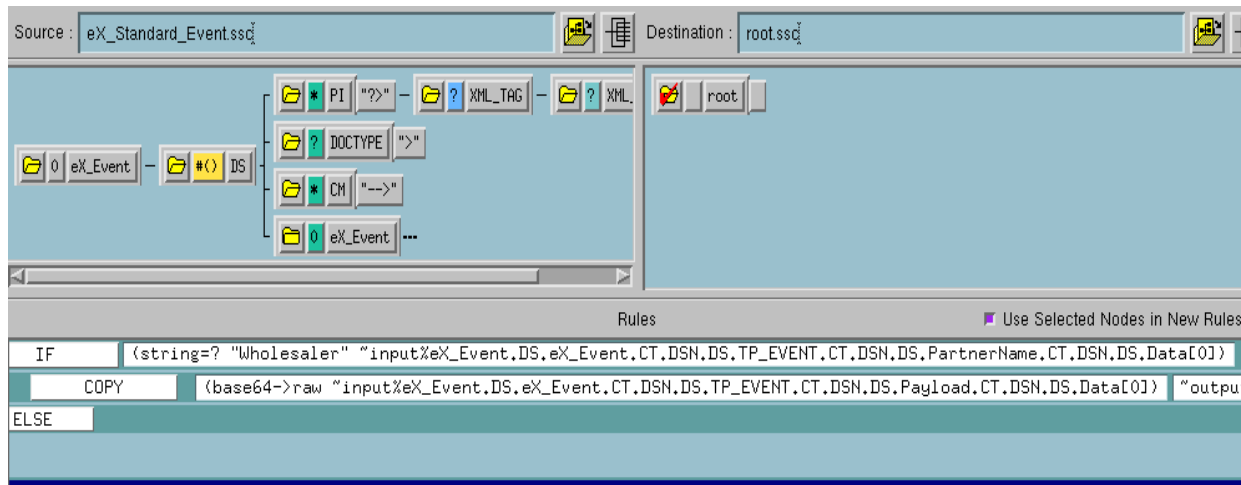 Source : eX_Standard_Event.ssc Destination : root.ssc
* PI "?>" ? XML_TAG ? XML_ root
? DOCTYPE ">"
0 eX_Event #() DS
* CM "-->"
0 eX_Event
Rules Use Selected Nodes in New Rules
IF (string=? "Wholesaler" ~input%eX_Event.DS.eX_Event.CT.DSN.DS.TP_EVENT.CT.DSN.DS.PartnerName.CT.DSN.DS.Data[0])
COPY (base64->raw ~input%eX_Event.DS.eX_Event.CT.DSN.DS.TP_EVENT.CT.DSN.DS.Payload.CT.DSN.DS.Data[0]) ~outpu
ELSE